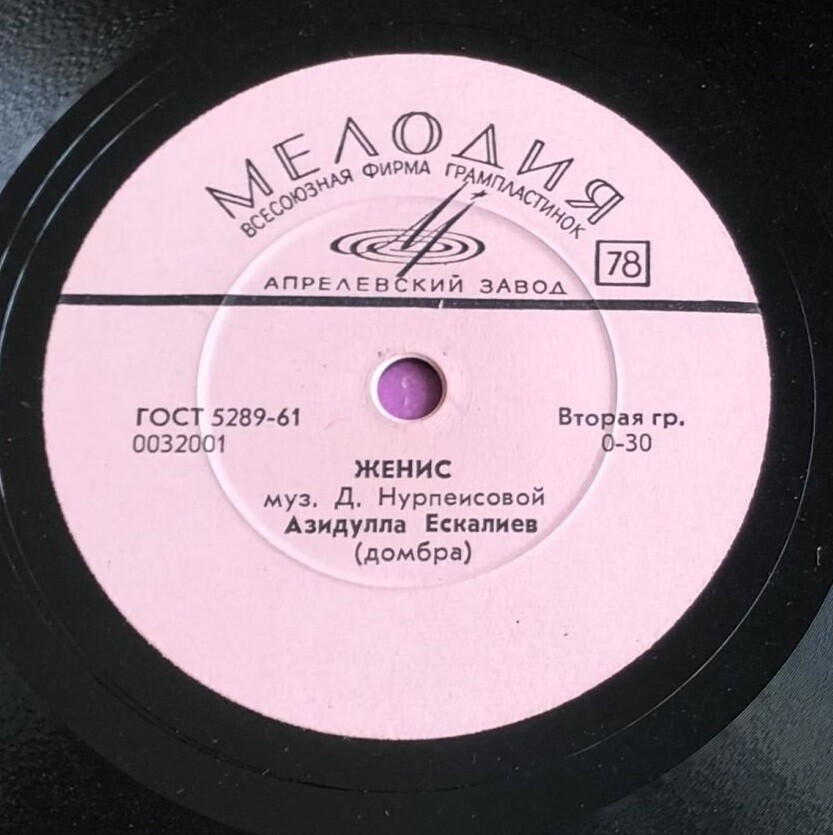 МЕЛОДИЯ
ВСЕСОЮЗНАЯ ФИРМА ГРАМПЛАСТИНОК
78
АПРЕЛЕВСКИЙ ЗАВОД
ГОСТ 5289-61
0032001
Вторая гр.
0-30
ЖЕНИС
муз. Д. Нурпеисовой
Азидулла Ескалиев
(домбра)